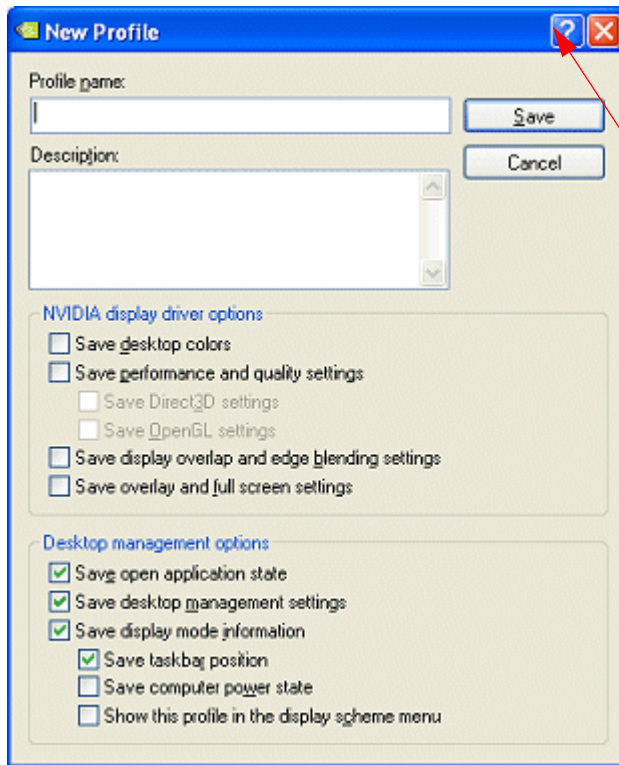 New Profile
?
Profile name:
Save
Description:
Cancel
NVIDIA display driver options
Save desktop colors
Save performance and quality settings
Save Direct3D settings
Save OpenGL settings
Save display overlap and edge blending settings
Save overlay and full screen settings
Desktop management options
Save open application state
Save desktop management settings
Save display mode information
Save taskbar position
Save computer power state
Show this profile in the display scheme menu